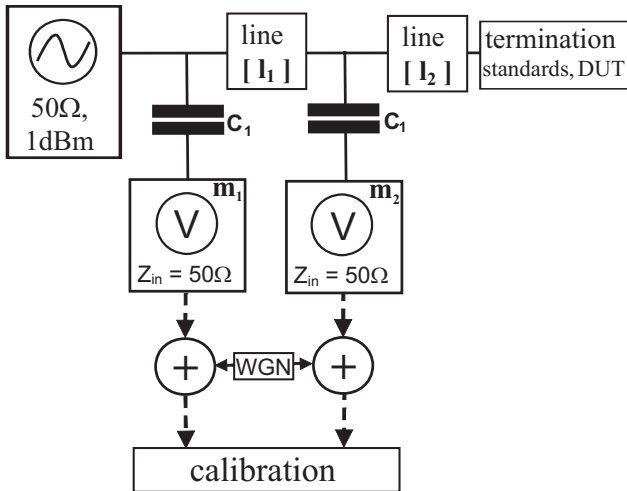 50Ω,
1dBm
line
[ l₁ ]
line
[ l₂ ]
termination
standards, DUT
C₁
C₁
m₁
V
Z_in = 50Ω
m₂
V
Z_in = 50Ω
+
WGN
+
calibration